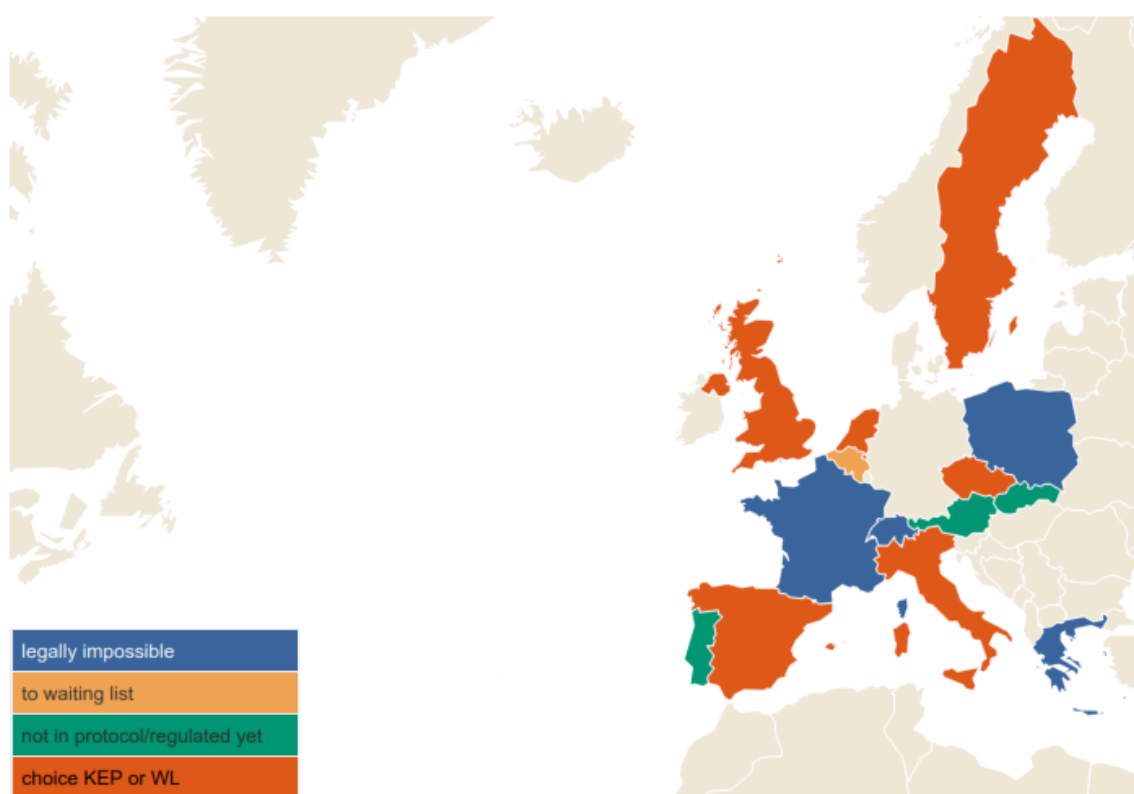 legally impossible
to waiting list
not in protocol/regulated yet
choice KEP or WL